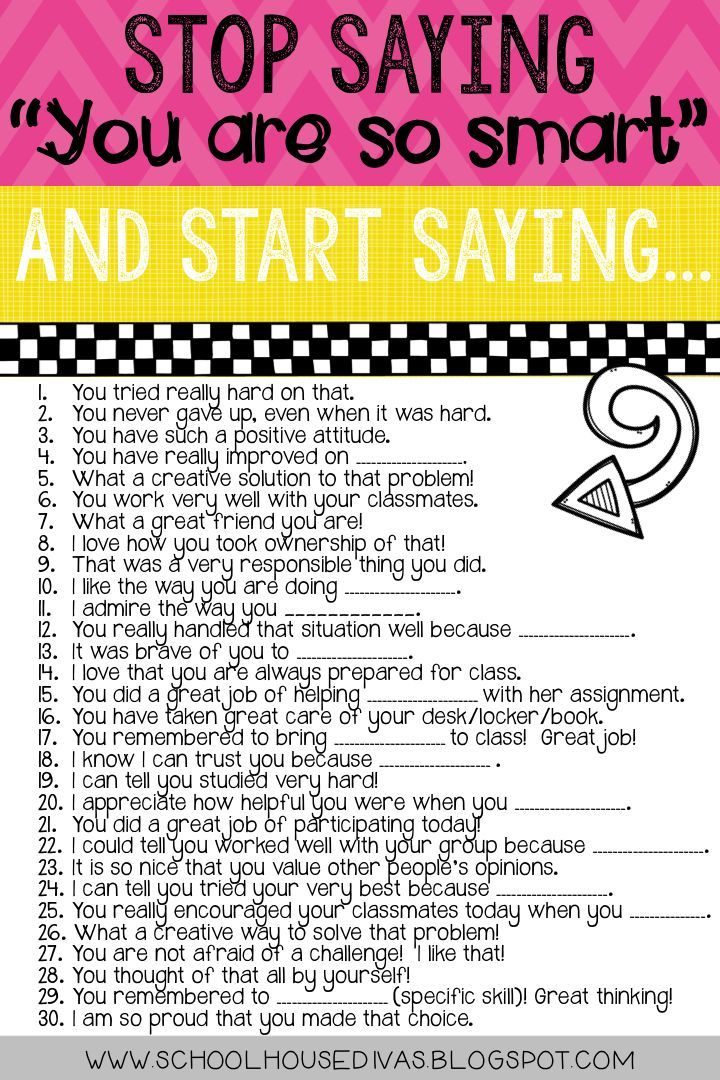 STOP SAYING
"You are so smart"
AND START SAYING...
1. You tried really hard on that.
2. You never gave up, even when it was hard.
3. You have such a positive attitude.
4. You have really improved on ____________________.
5. What a creative solution to that problem!
6. You work very well with your classmates.
7. What a great friend you are!
8. I love how you took ownership of that!
9. That was a very responsible thing you did.
10. I like the way you are doing ____________________.
11. I admire the way you _____________.
12. You really handled that situation well because ____________________.
13. It was brave of you to ____________________.
14. I love that you are always prepared for class.
15. You did a great job of helping ____________________ with her assignment.
16. You have taken great care of your desk/locker/book.
17. You remembered to bring ____________________ to class! Great job!
18. I know I can trust you because ____________________ .
19. I can tell you studied very hard!
20. I appreciate how helpful you were when you ____________________.
21. You did a great job of participating today!
22. I could tell you worked well with your group because ____________________.
23. It is so nice that you value other people's opinions.
24. I can tell you tried your very best because ____________________.
25. You really encouraged your classmates today when you ______________.
26. What a creative way to solve that problem!
27. You are not afraid of a challenge! I like that!
28. You thought of that all by yourself!
29. You remembered to ____________________ (specific skill)! Great thinking!
30. I am so proud that you made that choice.
WWW.SCHOOLHOUSEDIVAS.BLOGSPOT.COM